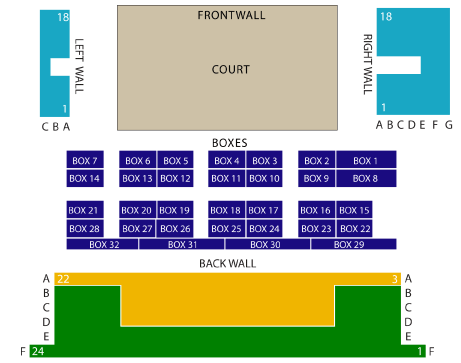 FRONTWALL
COURT
18
LEFT WALL
1
C B A
18
RIGHT WALL
1
A B C D E F G
BOXES
BOX 7 BOX 6 BOX 5 BOX 4 BOX 3 BOX 2 BOX 1
BOX 14 BOX 13 BOX 12 BOX 11 BOX 10 BOX 9 BOX 8
BOX 21 BOX 20 BOX 19 BOX 18 BOX 17 BOX 16 BOX 15
BOX 28 BOX 27 BOX 26 BOX 25 BOX 24 BOX 23 BOX 22
BOX 32 BOX 31 BOX 30 BOX 29
BACK WALL
A 22 3 A
B B
C C
D D
E E
F 24 1 F